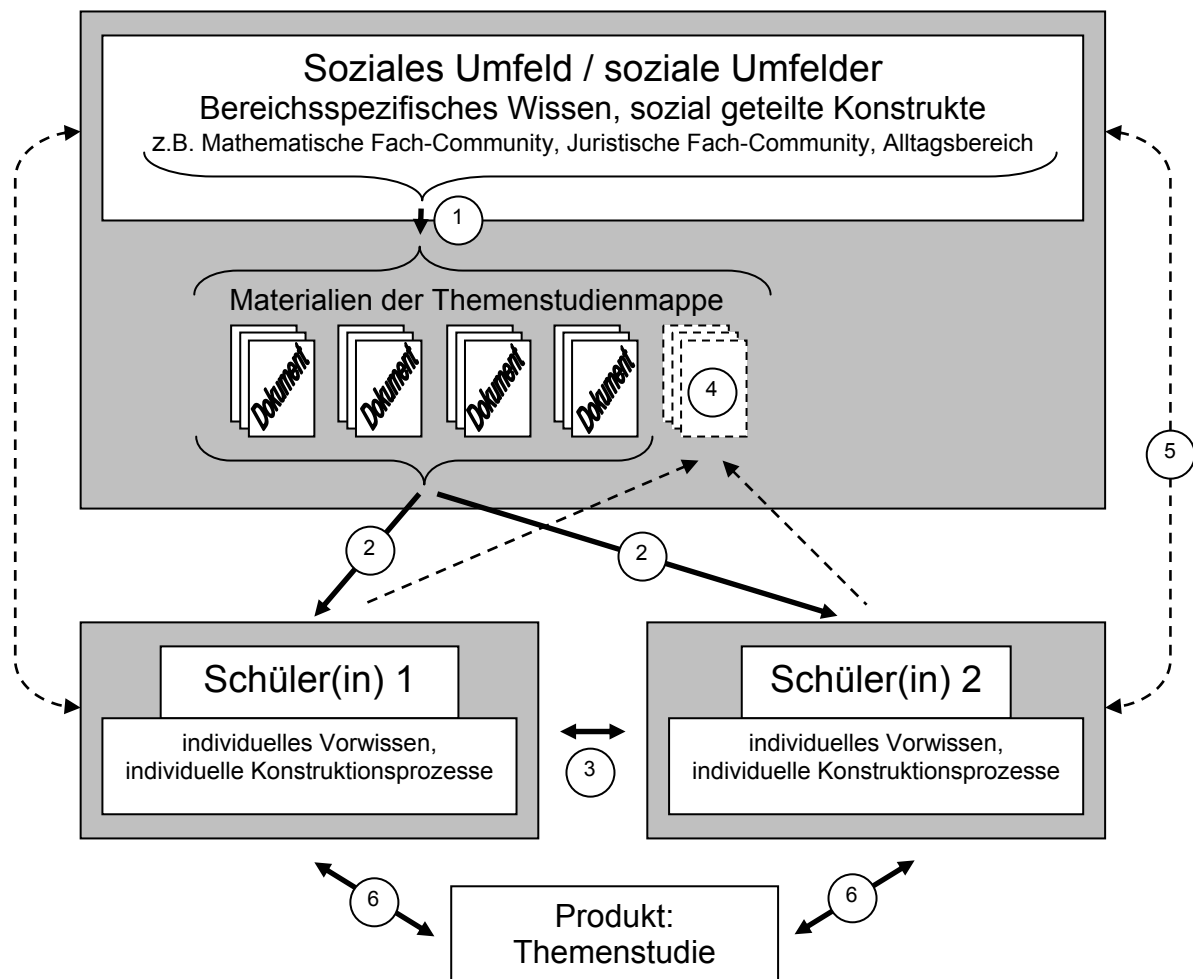 Soziales Umfeld / soziale Umfelder
Bereichsspezifisches Wissen, sozial geteilte Konstrukte
z.B. Mathematische Fach-Community, Juristische Fach-Community, Alltagsbereich
1
Materialien der Themenstudienmappe
Dokument Dokument Dokument Dokument 4
5
2 2
Schüler(in) 1
individuelles Vorwissen,
individuelle Konstruktionsprozesse
3
Schüler(in) 2
individuelles Vorwissen,
individuelle Konstruktionsprozesse
6 6
Produkt:
Themenstudie